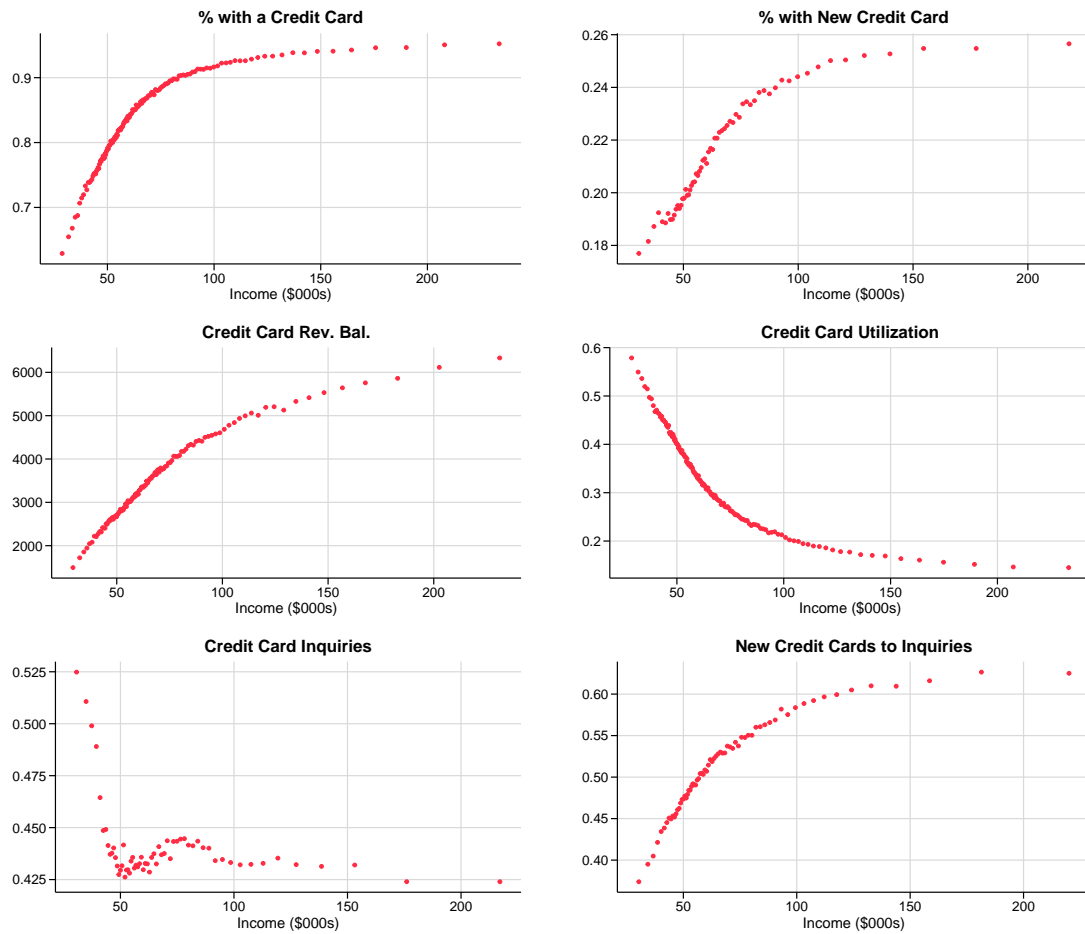 % with a Credit Card
0.9
0.8
0.7
50 100 150 200
Income ($000s)
% with New Credit Card
0.26
0.24
0.22
0.20
0.18
50 100 150 200
Income ($000s)
Credit Card Rev. Bal.
6000
5000
4000
3000
2000
50 100 150 200
Income ($000s)
Credit Card Utilization
0.6
0.5
0.4
0.3
0.2
50 100 150 200
Income ($000s)
Credit Card Inquiries
0.525
0.500
0.475
0.450
0.425
50 100 150 200
Income ($000s)
New Credit Cards to Inquiries
0.60
0.55
0.50
0.45
0.40
50 100 150 200
Income ($000s)